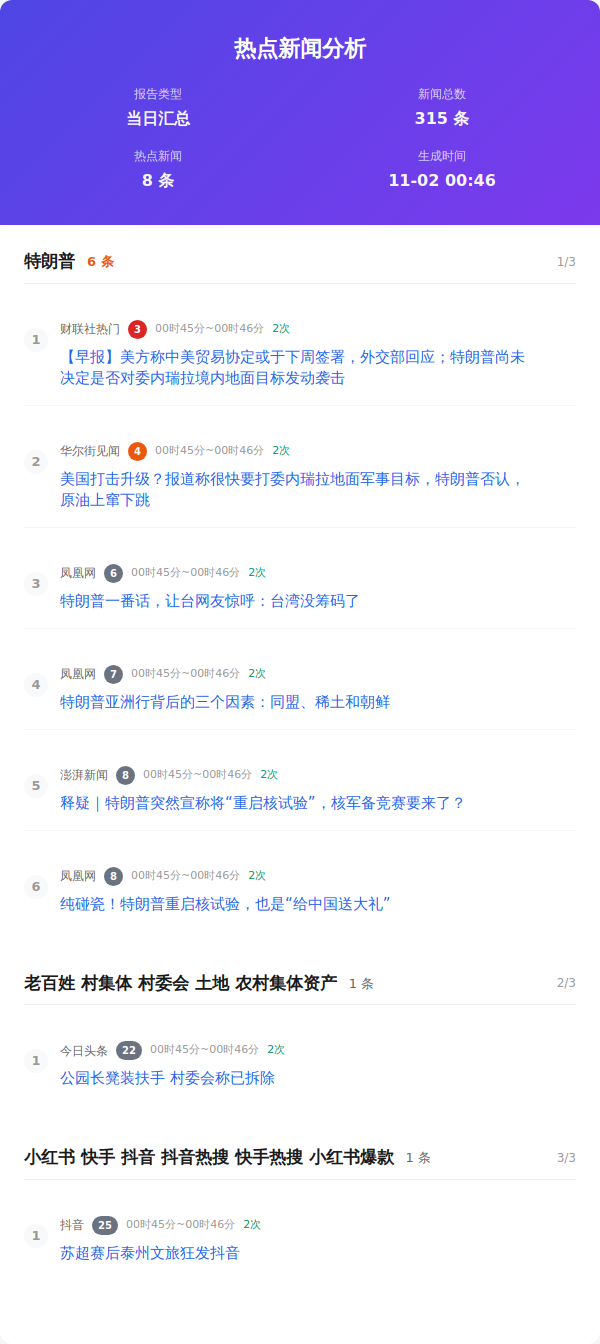 热点新闻分析
报告类型
新闻总数
当日汇总
315 条
热点新闻
生成时间
8 条
11-02 00:46
特朗普 6 条 1/3
1
财联社热门 3 00时45分~00时46分 2次
【早报】美方称中美贸易协定或于下周签署，外交部回应；特朗普尚未
决定是否对委内瑞拉境内地面目标发动袭击
2
华尔街见闻 4 00时45分~00时46分 2次
美国打击升级？报道称很快要打委内瑞拉地面军事目标，特朗普否认，
原油上窜下跳
3
凤凰网 6 00时45分~00时46分 2次
特朗普一番话，让台网友惊呼：台湾没筹码了
4
凤凰网 7 00时45分~00时46分 2次
特朗普亚洲行背后的三个因素：同盟、稀土和朝鲜
5
澎湃新闻 8 00时45分~00时46分 2次
释疑｜特朗普突然宣称将“重启核试验”，核军备竞赛要来了？
6
凤凰网 8 00时45分~00时46分 2次
纯碰瓷！特朗普重启核试验，也是“给中国送大礼”
老百姓 村集体 村委会 土地 农村集体资产 1 条 2/3
1
今日头条 22 00时45分~00时46分 2次
公园长凳装扶手 村委会称已拆除
小红书 快手 抖音 抖音热搜 快手热搜 小红书爆款 1 条 3/3
1
抖音 25 00时45分~00时46分 2次
苏超赛后泰州文旅狂发抖音